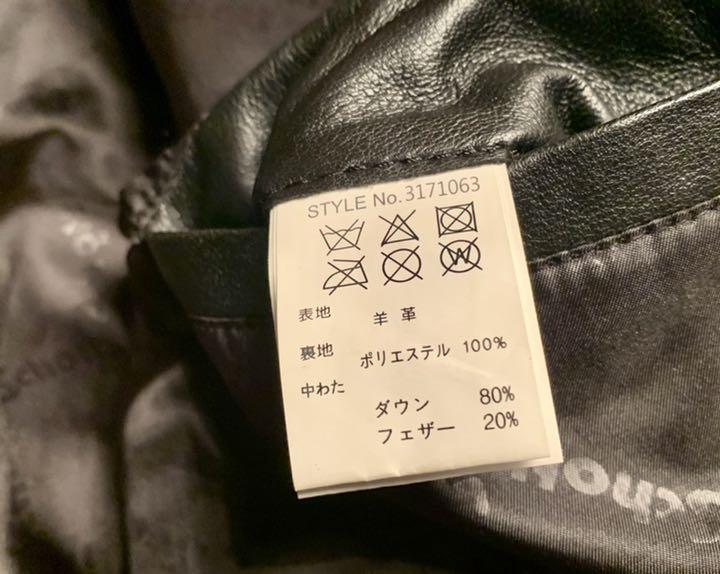 STYLE No.3171063
W
表地 羊革
裏地 ポリエステル 100%
中わた
ダウン 80%
フェザー 20%
Schott